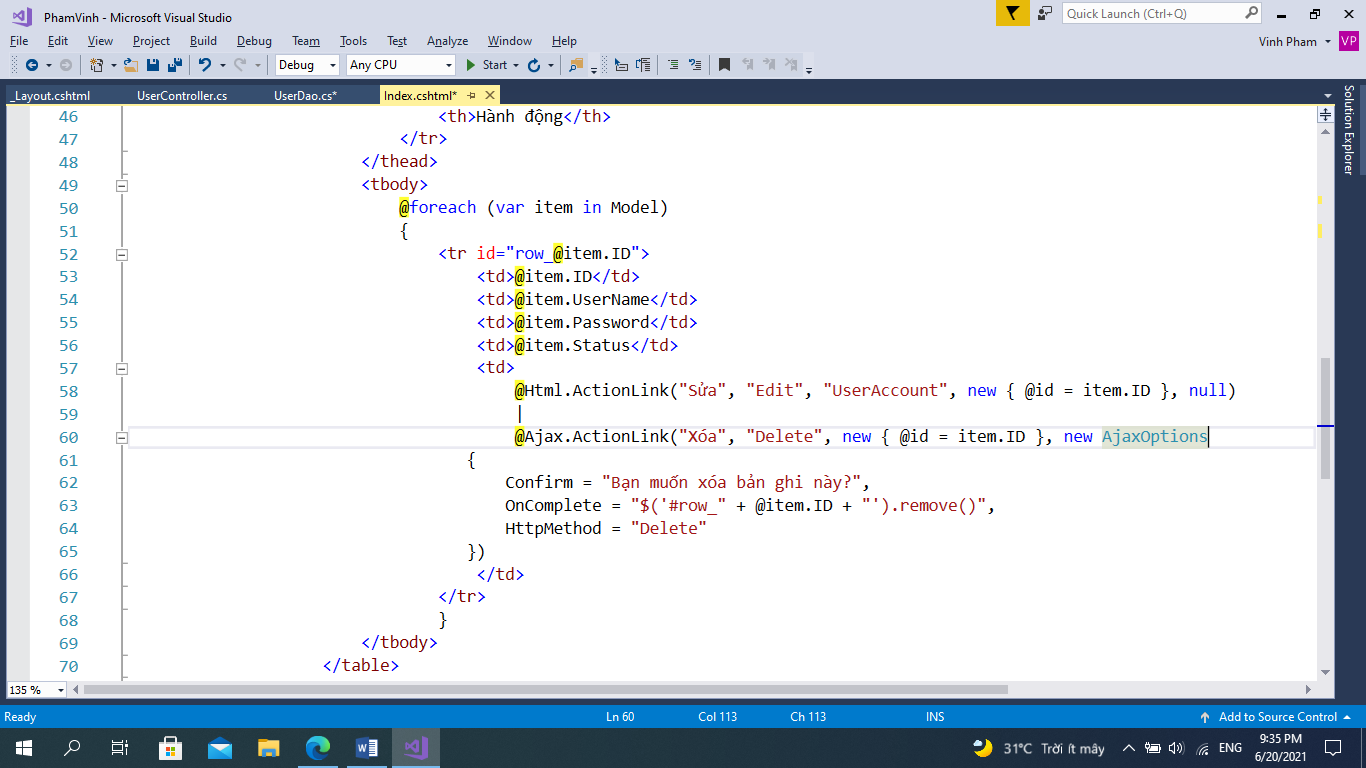 PhamVinh - Microsoft Visual Studio
Quick Launch (Ctrl+Q)
File Edit View Project Build Debug Team Tools Test Analyze Window Help
Vinh Pham VP
Debug Any CPU Start
_Layout.cshtml UserController.cs UserDao.cs* Index.cshtml*
Solution Explorer
46 <th>Hành động</th>
47 </tr>
48 </thead>
49 <tbody>
50 @foreach (var item in Model)
51 {
52 <tr id="row_@item.ID">
53 <td>@item.ID</td>
54 <td>@item.UserName</td>
55 <td>@item.Password</td>
56 <td>@item.Status</td>
57 <td>
58 @Html.ActionLink("Sửa", "Edit", "UserAccount", new { @id = item.ID }, null)
59 |
60 @Ajax.ActionLink("Xóa", "Delete", new { @id = item.ID }, new AjaxOptions
61 {
62 Confirm = "Bạn muốn xóa bản ghi này?",
63 OnComplete = "$('#row_" + @item.ID + "').remove()",
64 HttpMethod = "Delete"
65 })
66 </td>
67 </tr>
68 }
69 </tbody>
70 </table>
135 %
Ready Ln 60 Col 113 Ch 113 INS Add to Source Control
31°C Trời ít mây ENG 9:35 PM
6/20/2021